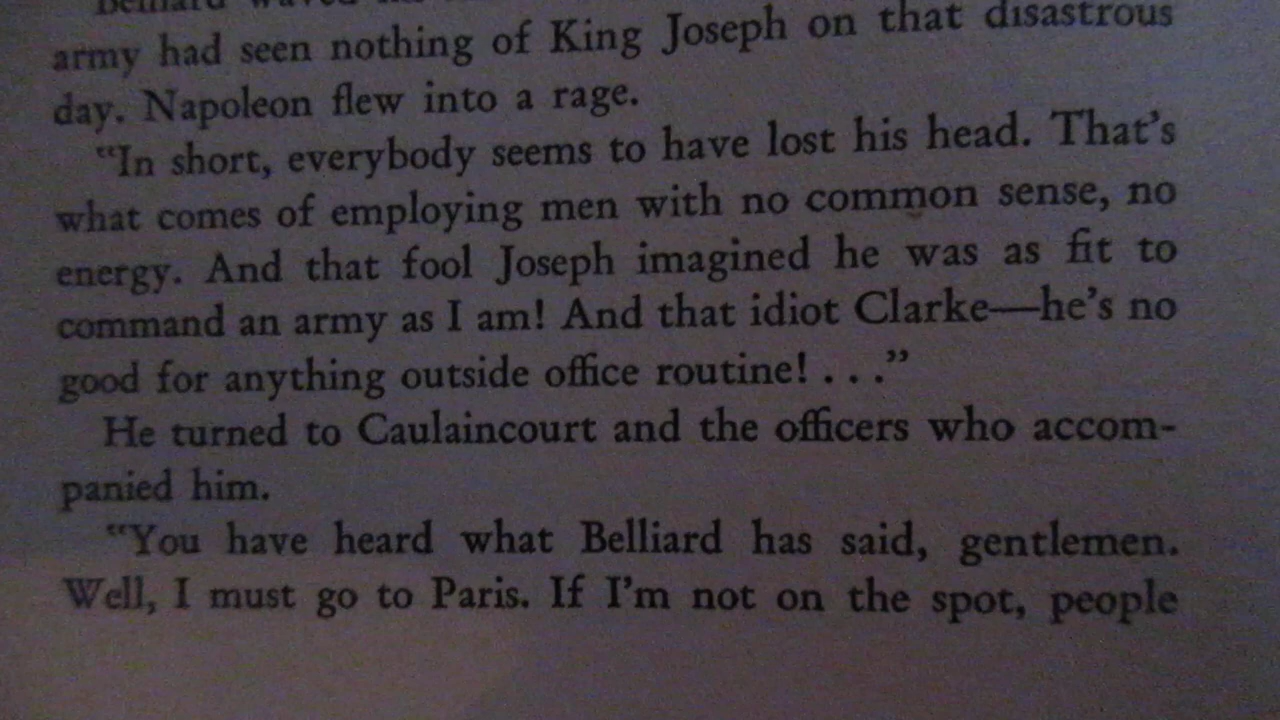 army had seen nothing of King Joseph on that disastrous
day. Napoleon flew into a rage.
"In short, everybody seems to have lost his head. That's
what comes of employing men with no common sense, no
energy. And that fool Joseph imagined he was as fit to
command an army as I am! And that idiot Clarke—he's no
good for anything outside office routine! . . ."
He turned to Caulaincourt and the officers who accom-
panied him.
"You have heard what Belliard has said, gentlemen.
Well, I must go to Paris. If I'm not on the spot, people